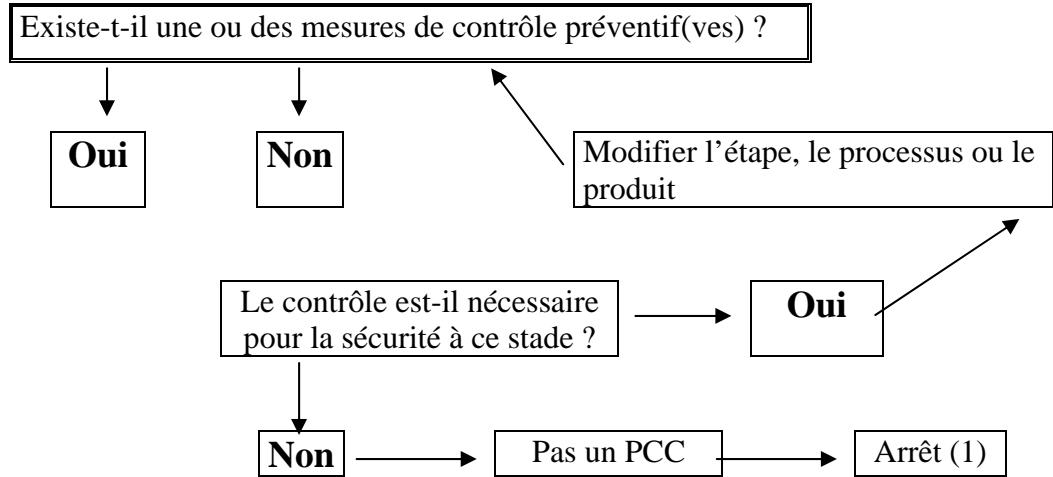 Existe-t-il une ou des mesures de contrôle préventif(ves) ?
Oui
Non
Modifier l’étape, le processus ou le
produit
Le contrôle est-il nécessaire
pour la sécurité à ce stade ?
Oui
Non
Pas un PCC
Arrêt (1)